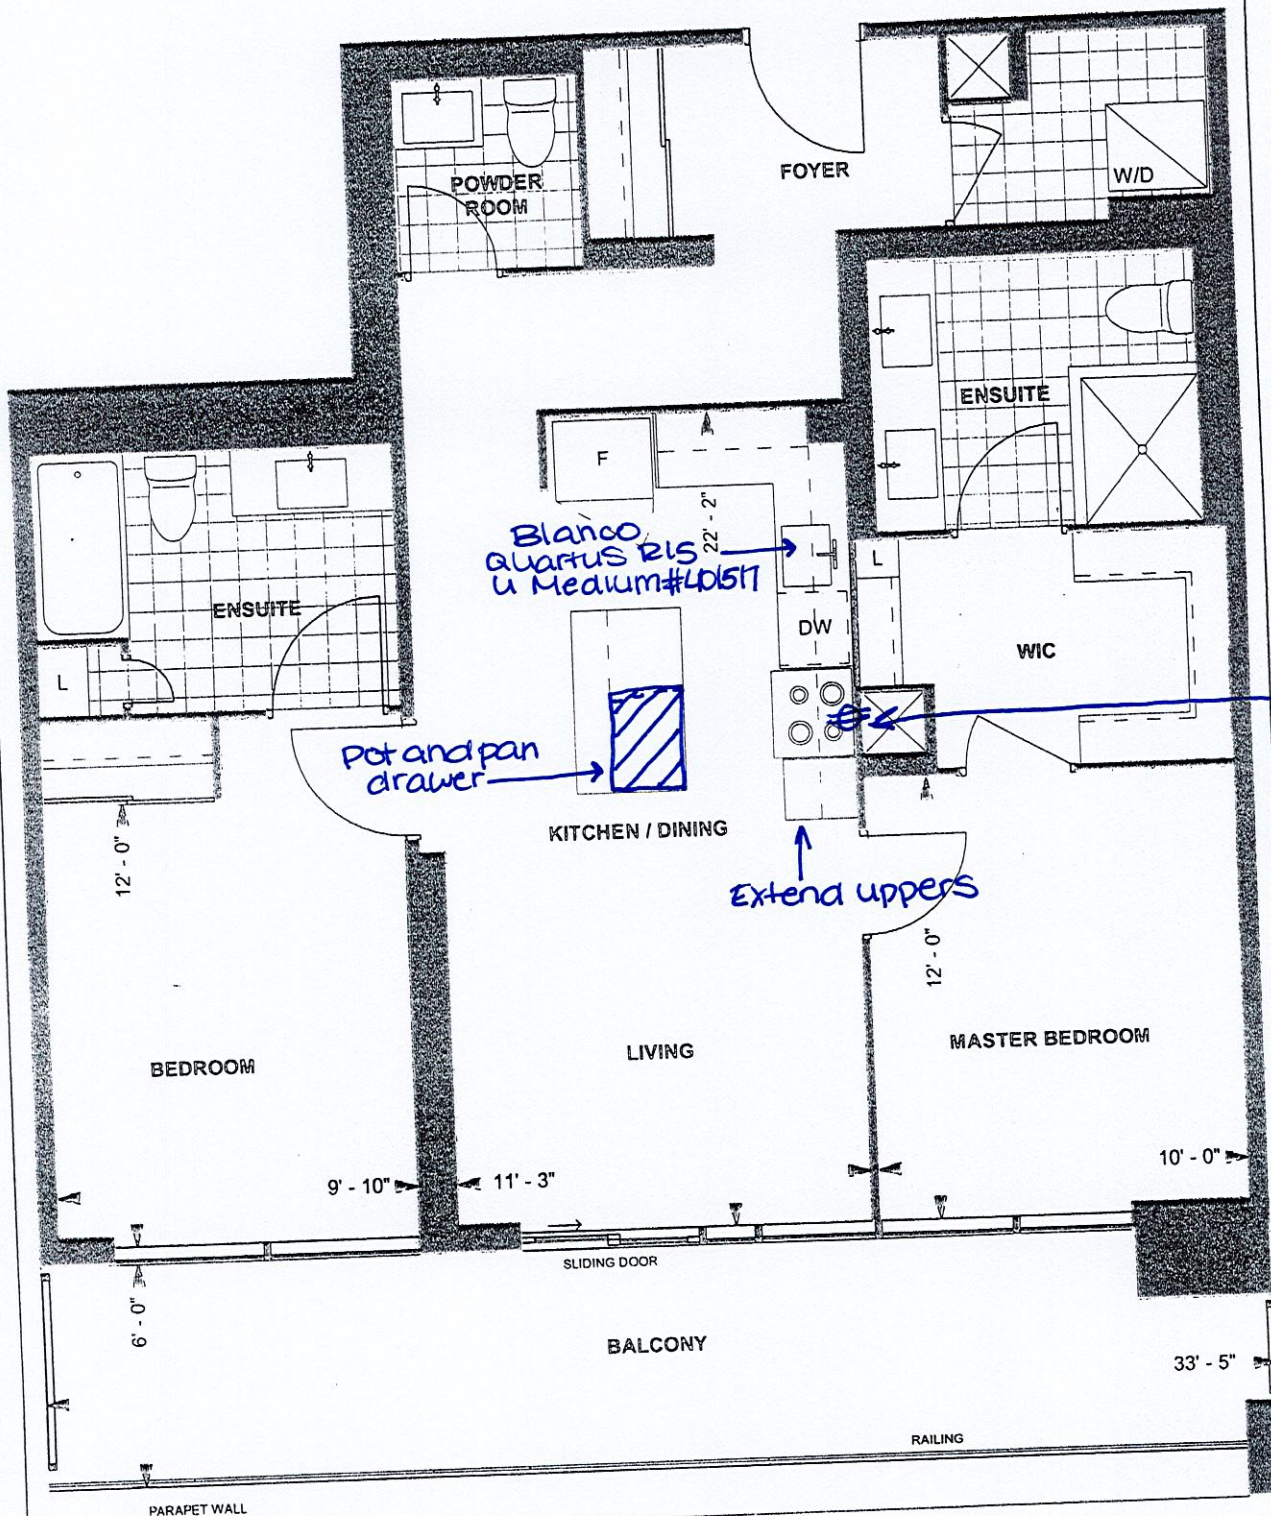 POWDER
ROOM
FOYER
W/D
ENSUITE
F
22' - 2"
Blanco
Quartus R15
U Medium #401517
L
ENSUITE
DW
WIC
L
Pot and pan
drawer
KITCHEN / DINING
12' - 0"
Extend uppers
12' - 0"
BEDROOM
LIVING
MASTER BEDROOM
9' - 10"
11' - 3"
10' - 0"
SLIDING DOOR
6' - 0"
BALCONY
33' - 5"
RAILING
PARAPET WALL